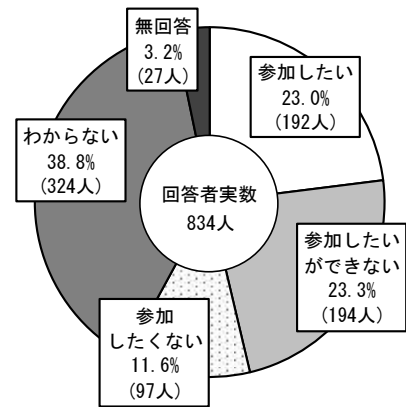 無回答
3.2%
(27人)
参加したい
23.0%
(192人)
わからない
38.8%
(324人)
回答者実数
834人
参加したい
ができない
23.3%
(194人)
参加
したくない
11.6%
(97人)